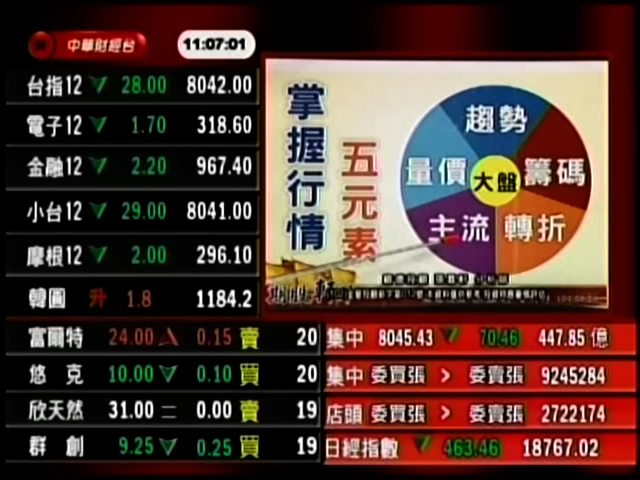 中華財經台 11:07:01
台指12 28.00 8042.00
電子12 1.70 318.60
金融12 2.20 967.40
小台12 29.00 8041.00
摩根12 2.00 296.10
韓圜 升 1.8 1184.2
掌握行情
五元素
趨勢
量價 大盤 籌碼
主流 轉折
富爾特 24.00 0.15 賣 20
悠克 10.00 0.10 買 20
欣天然 31.00 二 0.00 賣 19
群創 9.25 0.25 買 19
集中 8045.43 70.46 447.85 億
集中 委買張 > 委賣張 9245284
店頭 委買張 > 委賣張 2722174
日經指數 463.46 18767.02